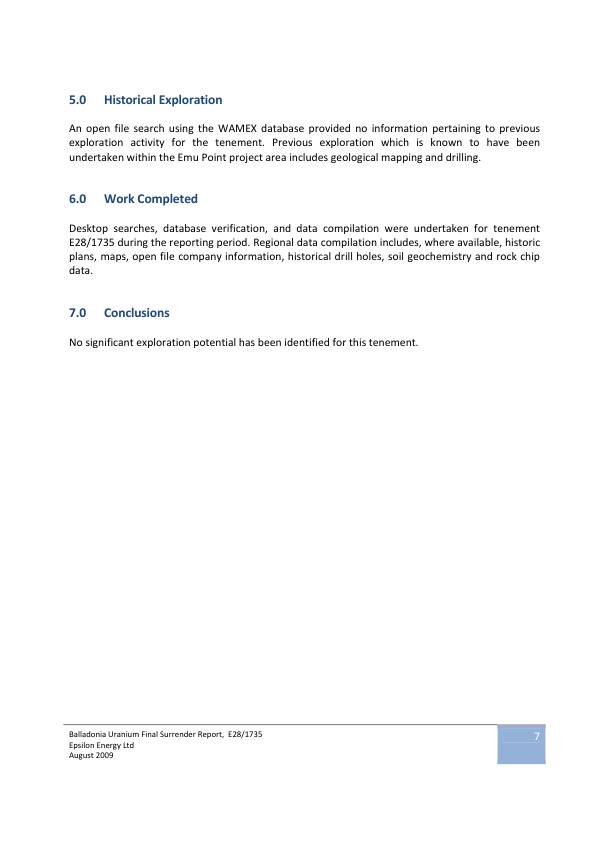 5.0 Historical Exploration
An open file search using the WAMEX database provided no information pertaining to previous
exploration activity for the tenement. Previous exploration which is known to have been
undertaken within the Emu Point project area includes geological mapping and drilling.
6.0 Work Completed
Desktop searches, database verification, and data compilation were undertaken for tenement
E28/1735 during the reporting period. Regional data compilation includes, where available, historic
plans, maps, open file company information, historical drill holes, soil geochemistry and rock chip
data.
7.0 Conclusions
No significant exploration potential has been identified for this tenement.
Balladonia Uranium Final Surrender Report, E28/1735
Epsilon Energy Ltd
August 2009
7